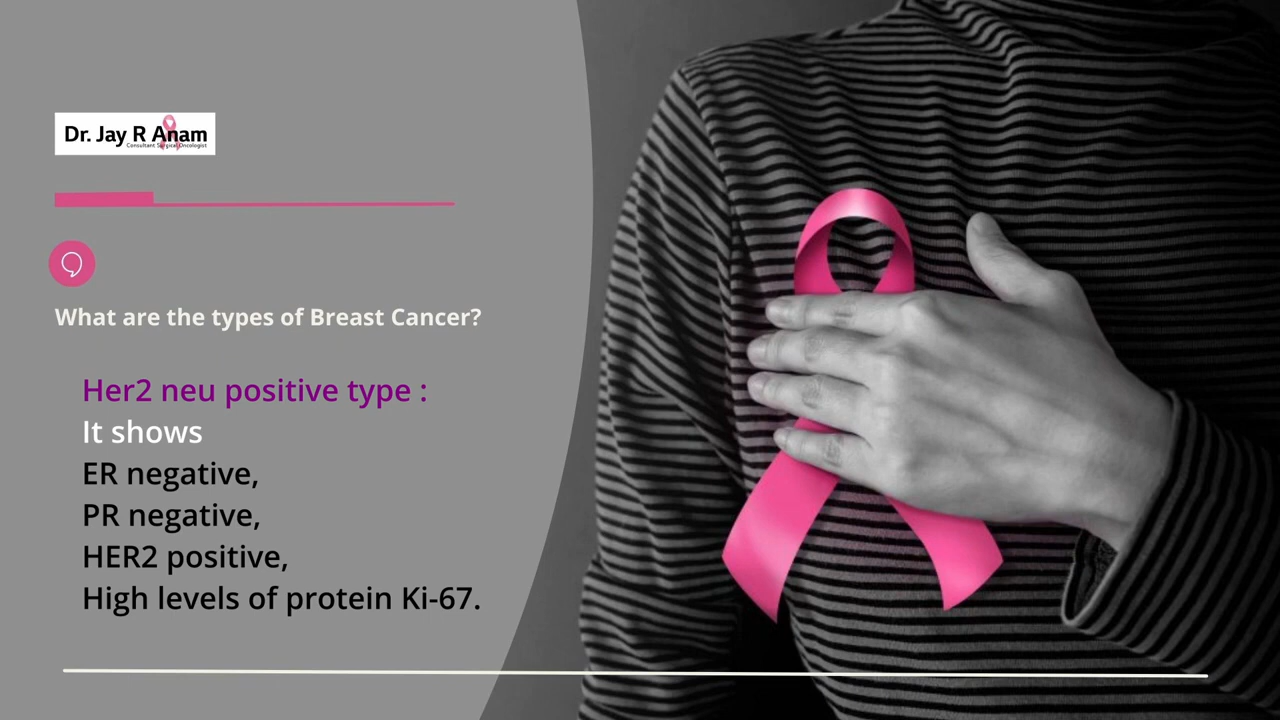 Dr. Jay R Anam
Consultant Surgical Oncologist
What are the types of Breast Cancer?
Her2 neu positive type :
It shows
ER negative,
PR negative,
HER2 positive,
High levels of protein Ki-67.